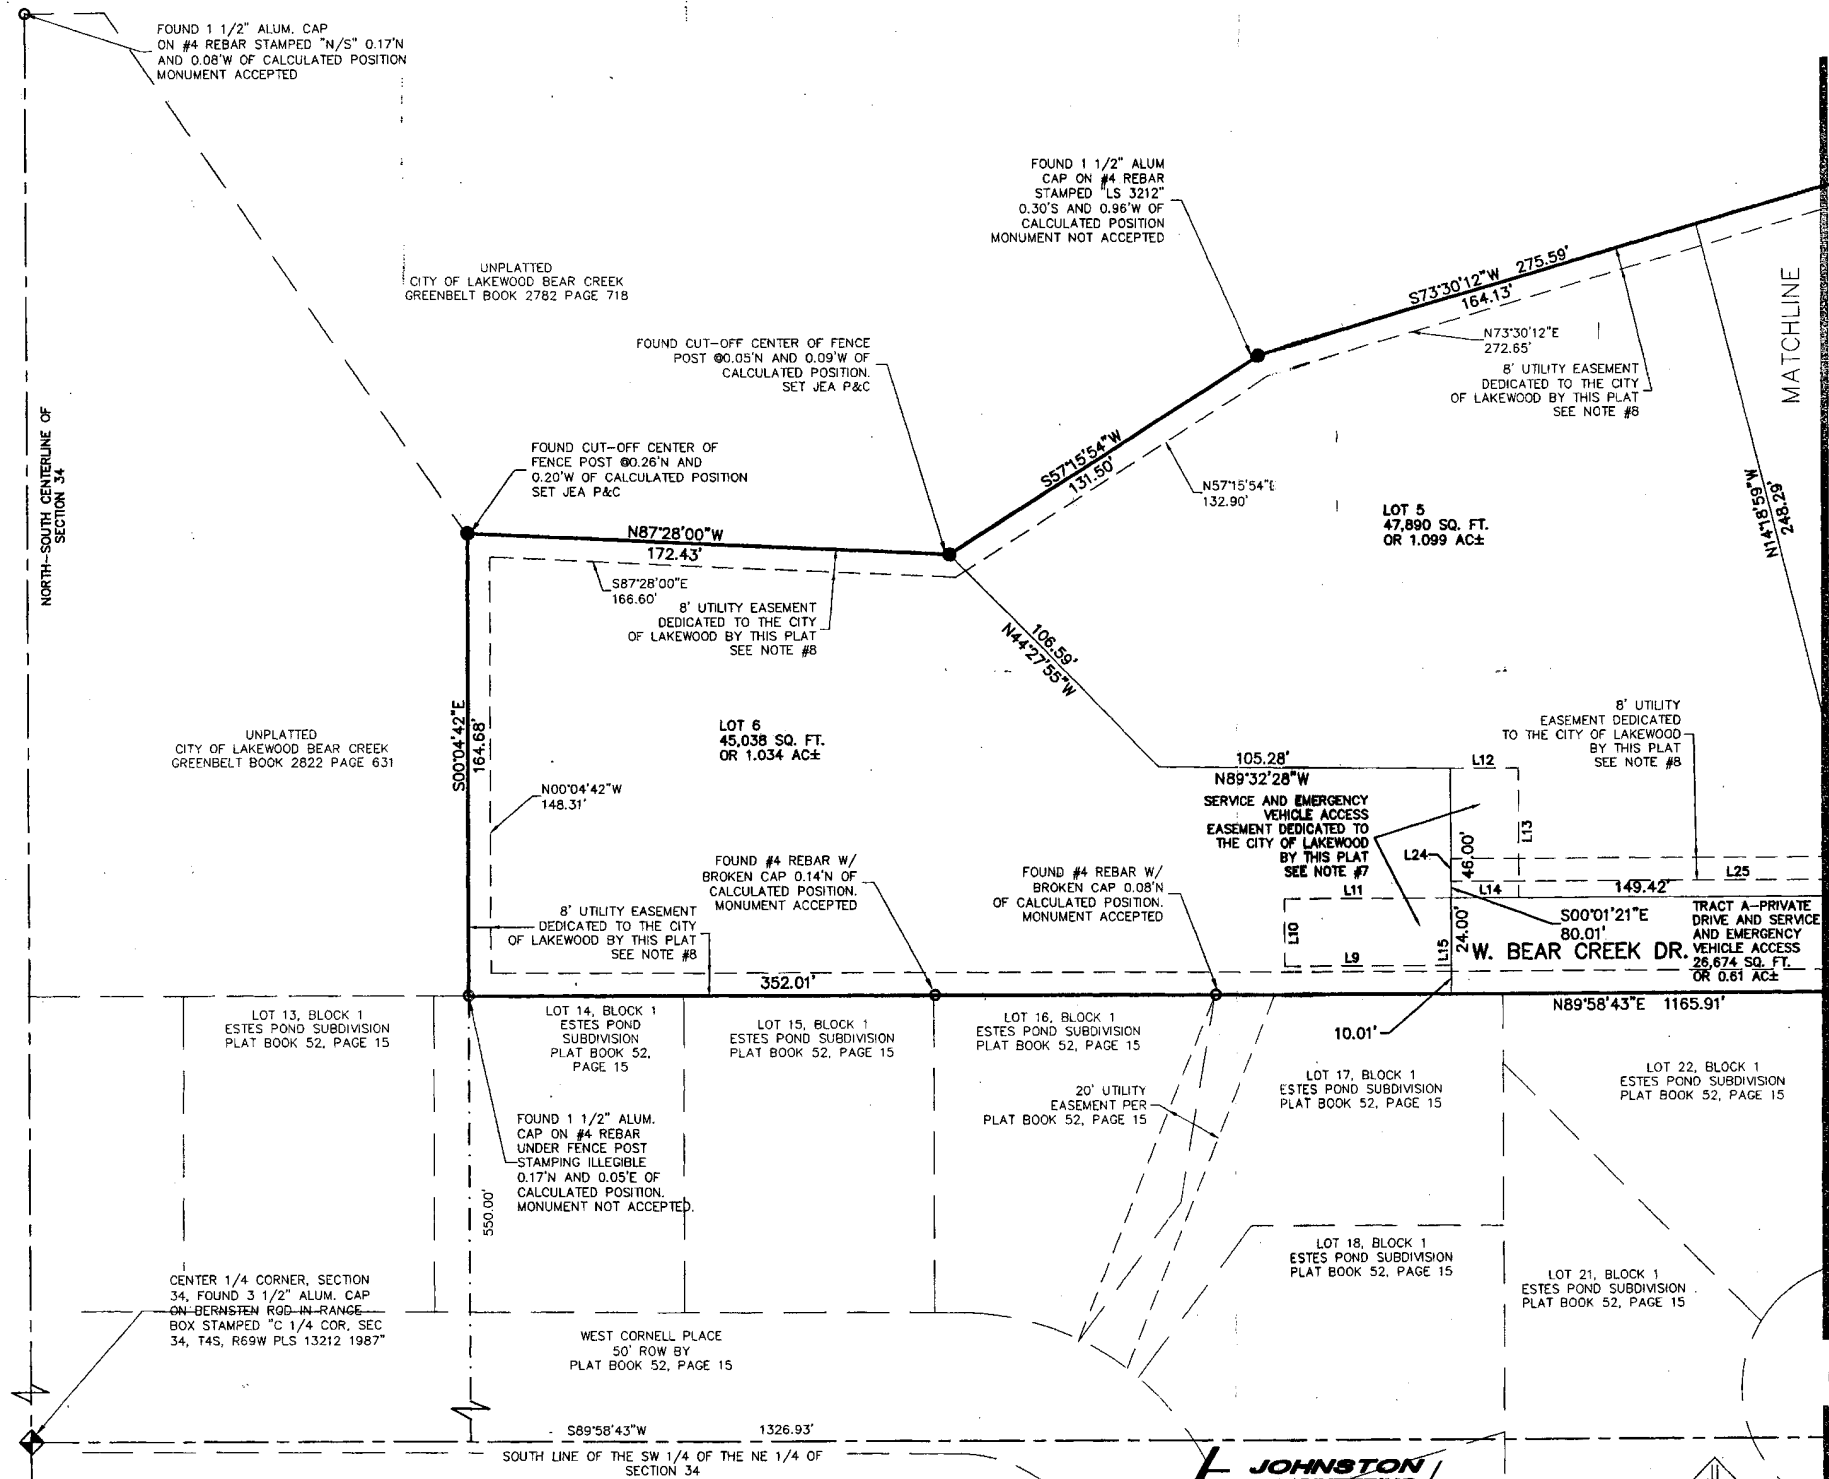 FOUND 1 1/2" ALUM. CAP
ON #4 REBAR STAMPED "N/S" 0.17'N
AND 0.08'W OF CALCULATED POSITION
MONUMENT ACCEPTED
FOUND 1 1/2" ALUM
CAP ON #4 REBAR
STAMPED "LS 3212"
0.30'S AND 0.96'W OF
CALCULATED POSITION
MONUMENT NOT ACCEPTED
UNPLATTED
CITY OF LAKEWOOD BEAR CREEK
GREENBELT BOOK 2782 PAGE 718
S73°30'12"W 275.59'
164.13'
N73°30'12"E
272.65'
8' UTILITY EASEMENT
DEDICATED TO THE CITY
OF LAKEWOOD BY THIS PLAT
SEE NOTE #8
MATCHLINE
FOUND CUT-OFF CENTER OF FENCE
POST @0.05'N AND 0.09'W OF
CALCULATED POSITION.
SET JEA P&C
NORTH-SOUTH CENTERLINE OF
SECTION 34
FOUND CUT-OFF CENTER OF
FENCE POST @0.26'N AND
0.20'W OF CALCULATED POSITION
SET JEA P&C
S57°15'54"W
131.50'
N57°15'54"E
132.90'
LOT 5
47,890 SQ. FT.
OR 1.099 AC±
N14°18'59"W
248.29'
N87°28'00"W
172.43'
S87°28'00"E
166.60'
8' UTILITY EASEMENT
DEDICATED TO THE CITY
OF LAKEWOOD BY THIS PLAT
SEE NOTE #8
106.59'
N44°27'55"W
S00°04'42"E
164.68'
LOT 6
45,038 SQ. FT.
OR 1.034 AC±
UNPLATTED
CITY OF LAKEWOOD BEAR CREEK
GREENBELT BOOK 2822 PAGE 631
N00°04'42"W
148.31'
8' UTILITY
EASEMENT DEDICATED
TO THE CITY OF LAKEWOOD
BY THIS PLAT
SEE NOTE #8
105.28'
N89°32'28"W
L12
SERVICE AND EMERGENCY
VEHICLE ACCESS
EASEMENT DEDICATED TO
THE CITY OF LAKEWOOD
BY THIS PLAT
SEE NOTE #7
L13
L24
46.00'
L25
L11
L14
149.42'
FOUND #4 REBAR W/
BROKEN CAP 0.14'N OF
CALCULATED POSITION.
MONUMENT ACCEPTED
FOUND #4 REBAR W/
BROKEN CAP 0.08'N
OF CALCULATED POSITION.
MONUMENT ACCEPTED
8' UTILITY EASEMENT
DEDICATED TO THE CITY
OF LAKEWOOD BY THIS PLAT
SEE NOTE #8
L10
L9
L15
24.00'
S00°01'21"E
80.01'
W. BEAR CREEK DR.
TRACT A-PRIVATE
DRIVE AND SERVICE
AND EMERGENCY
VEHICLE ACCESS
26,674 SQ. FT.
OR 0.61 AC±
352.01'
N89°58'43"E 1165.91'
10.01'
LOT 13, BLOCK 1
ESTES POND SUBDIVISION
PLAT BOOK 52, PAGE 15
LOT 14, BLOCK 1
ESTES POND
SUBDIVISION
PLAT BOOK 52,
PAGE 15
LOT 15, BLOCK 1
ESTES POND SUBDIVISION
PLAT BOOK 52, PAGE 15
LOT 16, BLOCK 1
ESTES POND SUBDIVISION
PLAT BOOK 52, PAGE 15
20' UTILITY
EASEMENT PER
PLAT BOOK 52, PAGE 15
LOT 17, BLOCK 1
ESTES POND SUBDIVISION
PLAT BOOK 52, PAGE 15
LOT 22, BLOCK 1
ESTES POND SUBDIVISION
PLAT BOOK 52, PAGE 15
FOUND 1 1/2" ALUM.
CAP ON #4 REBAR
UNDER FENCE POST
STAMPING ILLEGIBLE
0.17'N AND 0.05'E OF
CALCULATED POSITION.
MONUMENT NOT ACCEPTED.
550.00'
LOT 18, BLOCK 1
ESTES POND SUBDIVISION
PLAT BOOK 52, PAGE 15
LOT 21, BLOCK 1
ESTES POND SUBDIVISION
PLAT BOOK 52, PAGE 15
CENTER 1/4 CORNER, SECTION
34, FOUND 3 1/2" ALUM. CAP
ON BERNSTEN ROD IN RANGE
BOX STAMPED "C 1/4 COR, SEC
34, T4S, R69W PLS 13212 1987"
WEST CORNELL PLACE
50' ROW BY
PLAT BOOK 52, PAGE 15
S89°58'43"W 1326.93'
SOUTH LINE OF THE SW 1/4 OF THE NE 1/4 OF
SECTION 34
JOHNSTON